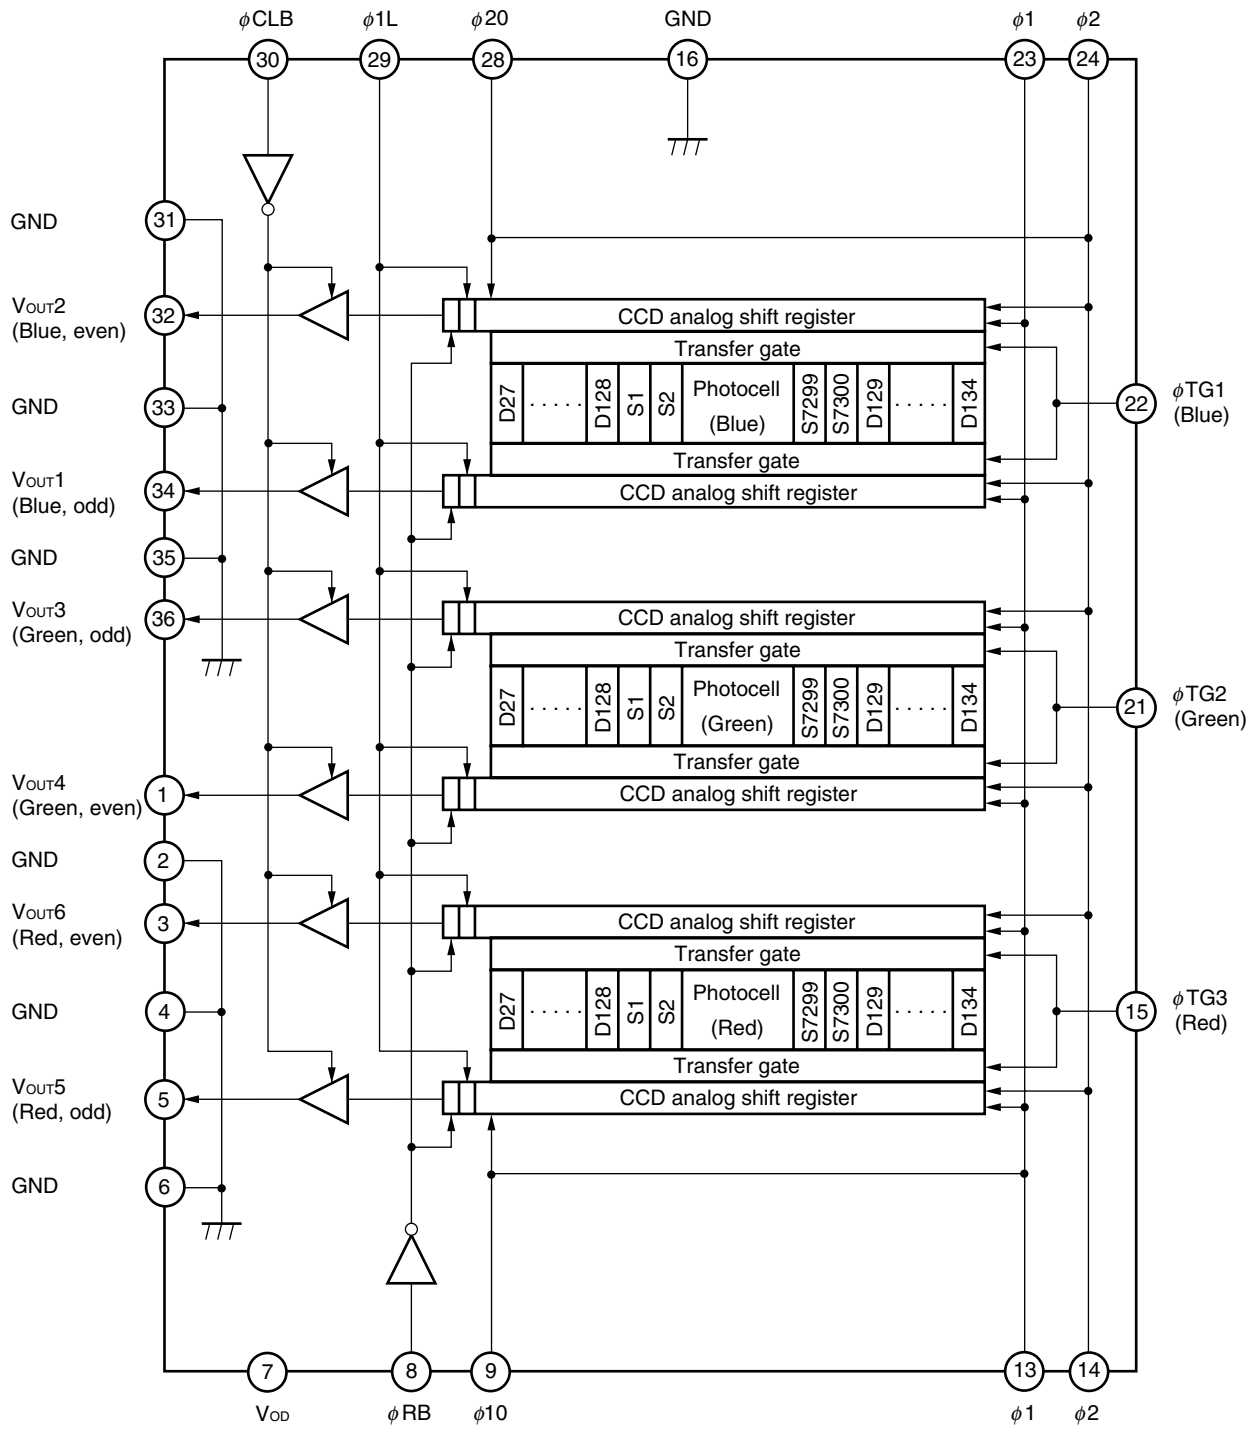 ϕCLB
ϕ1L
ϕ20
GND
ϕ1
ϕ2
30
29
28
16
23
24
GND
31
VOUT2
(Blue, even)
32
CCD analog shift register
Transfer gate
D27
.....
D128
S1
S2
Photocell
(Blue)
S7299
S7300
D129
.....
D134
22
ϕTG1
(Blue)
GND
33
Transfer gate
VOUT1
(Blue, odd)
34
CCD analog shift register
GND
35
VOUT3
(Green, odd)
36
CCD analog shift register
Transfer gate
D27
.....
D128
S1
S2
Photocell
(Green)
S7299
S7300
D129
.....
D134
21
ϕTG2
(Green)
Transfer gate
VOUT4
(Green, even)
1
CCD analog shift register
GND
2
VOUT6
(Red, even)
3
CCD analog shift register
Transfer gate
D27
.....
D128
S1
S2
Photocell
(Red)
S7299
S7300
D129
.....
D134
15
ϕTG3
(Red)
GND
4
Transfer gate
VOUT5
(Red, odd)
5
CCD analog shift register
GND
6
7
8
9
13
14
VOD
ϕRB
ϕ10
ϕ1
ϕ2